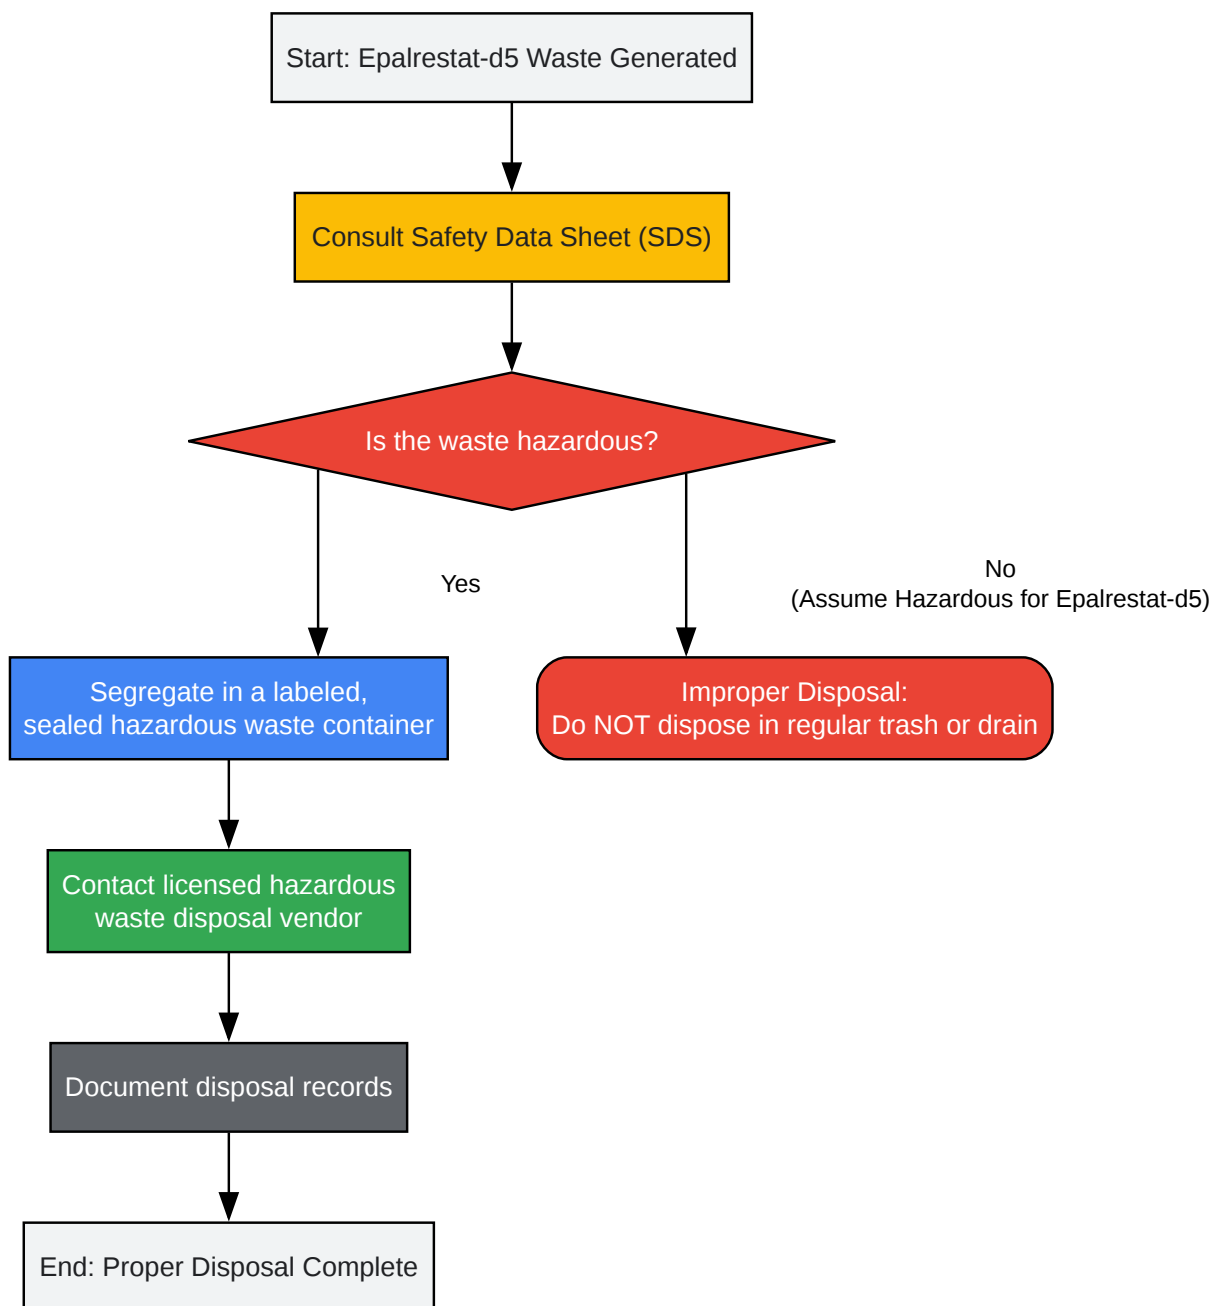 Start: Epalrestat-d5 Waste Generated
Consult Safety Data Sheet (SDS)
Is the waste hazardous?
Yes
No
(Assume Hazardous for Epalrestat-d5)
Segregate in a labeled,
sealed hazardous waste container
Improper Disposal:
Do NOT dispose in regular trash or drain
Contact licensed hazardous
waste disposal vendor
Document disposal records
End: Proper Disposal Complete